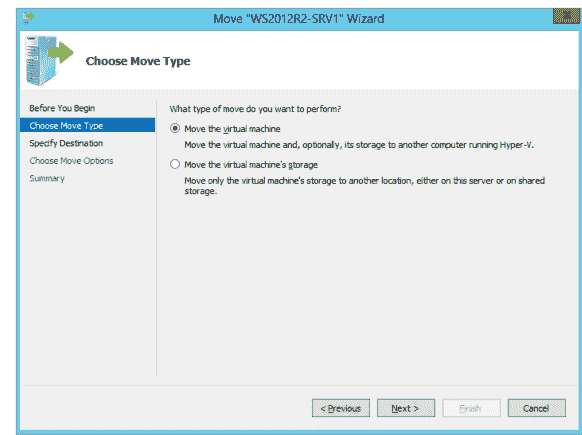 Move "WS2012R2-SRV1" Wizard
Choose Move Type
Before You Begin
Choose Move Type
Specify Destination
Choose Move Options
Summary
What type of move do you want to perform?
Move the virtual machine
Move the virtual machine and, optionally, its storage to another computer running Hyper-V.
Move the virtual machine's storage
Move only the virtual machine's storage to another location, either on this server or on shared
storage.
< Previous
Next >
Finish
Cancel